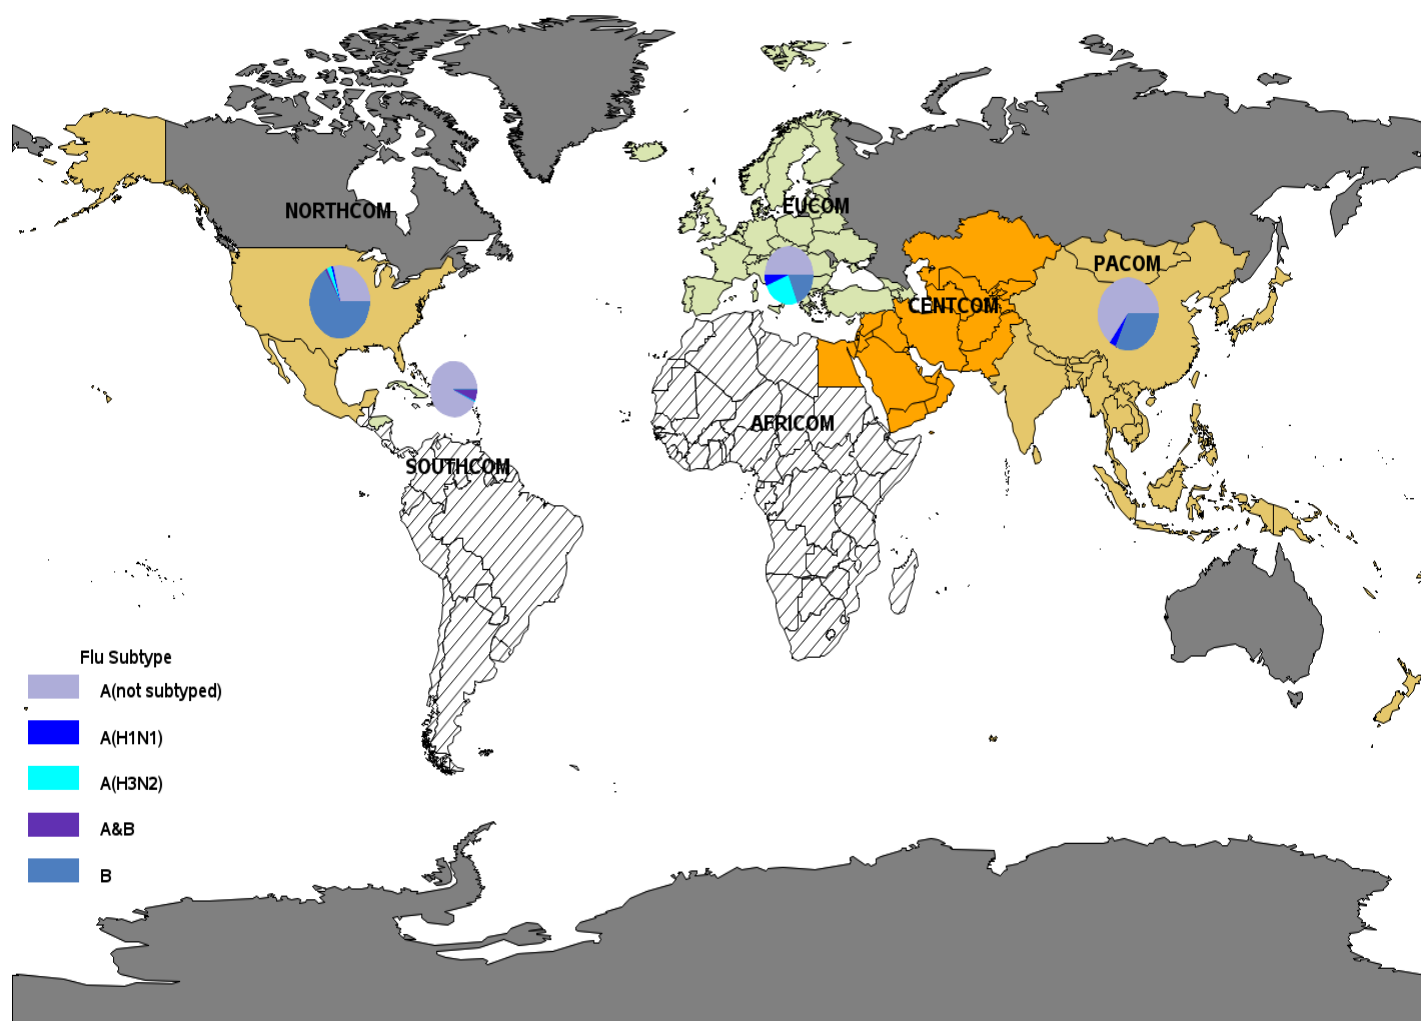 NORTHCOM
EUCOM
PACOM
CENTCOM
AFRICOM
SOUTHCOM
Flu Subtype
A(not subtyped)
A(H1N1)
A(H3N2)
A&B
B